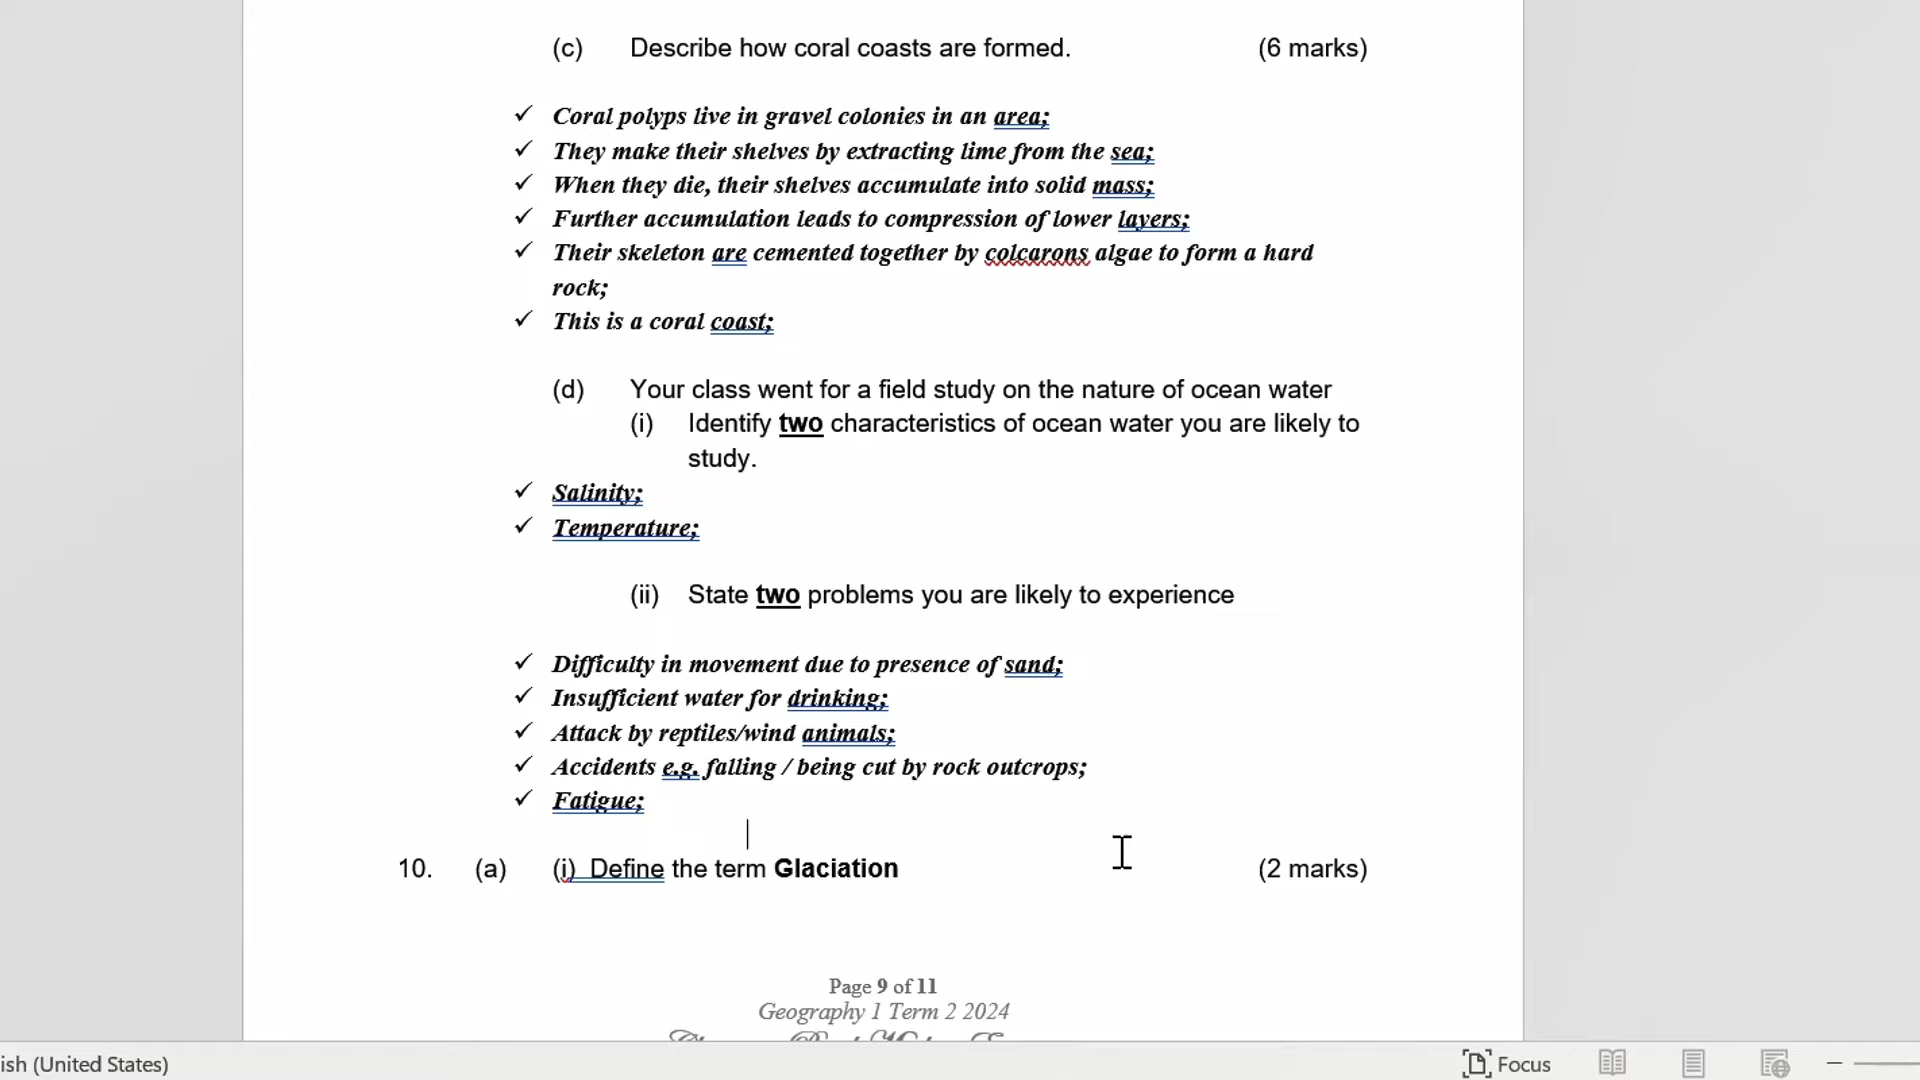 (c) Describe how coral coasts are formed. (6 marks)
✓ Coral polyps live in gravel colonies in an area;
✓ They make their shelves by extracting lime from the sea;
✓ When they die, their shelves accumulate into solid mass;
✓ Further accumulation leads to compression of lower layers;
✓ Their skeleton are cemented together by colcarons algae to form a hard
rock;
✓ This is a coral coast;
(d) Your class went for a field study on the nature of ocean water
(i) Identify two characteristics of ocean water you are likely to
study.
✓ Salinity;
✓ Temperature;
(ii) State two problems you are likely to experience
✓ Difficulty in movement due to presence of sand;
✓ Insufficient water for drinking;
✓ Attack by reptiles/wind animals;
✓ Accidents e.g. falling / being cut by rock outcrops;
✓ Fatigue;
10. (a) (i) Define the term Glaciation (2 marks)
Page 9 of 11
Geography 1 Term 2 2024
ish (United States) Focus